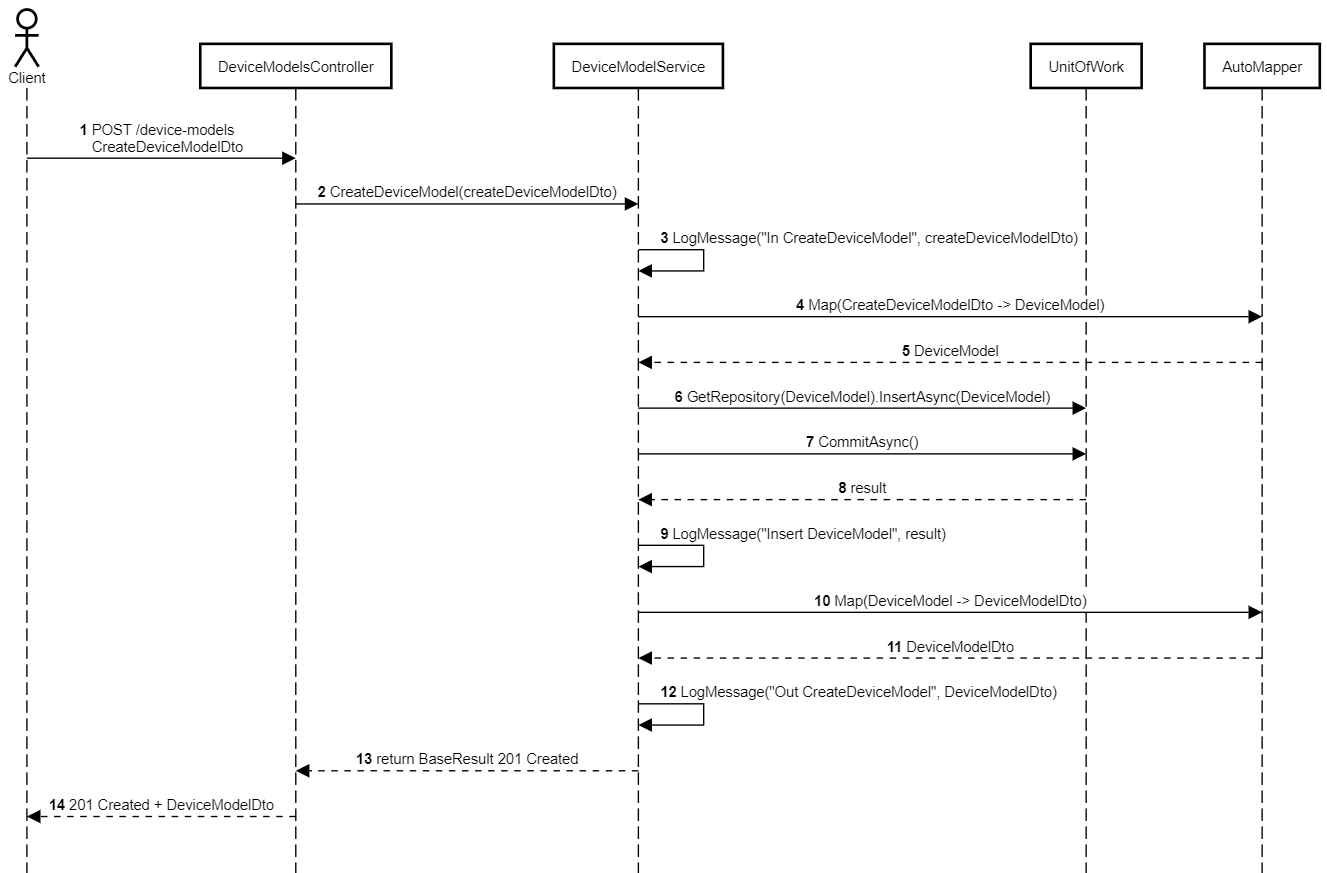 Client
DeviceModelsController
DeviceModelService
UnitOfWork
AutoMapper
1 POST /device-models
CreateDeviceModelDto
2 CreateDeviceModel(createDeviceModelDto)
3 LogMessage("In CreateDeviceModel", createDeviceModelDto)
4 Map(CreateDeviceModelDto -> DeviceModel)
5 DeviceModel
6 GetRepository(DeviceModel).InsertAsync(DeviceModel)
7 CommitAsync()
8 result
9 LogMessage("Insert DeviceModel", result)
10 Map(DeviceModel -> DeviceModelDto)
11 DeviceModelDto
12 LogMessage("Out CreateDeviceModel", DeviceModelDto)
13 return BaseResult 201 Created
14 201 Created + DeviceModelDto